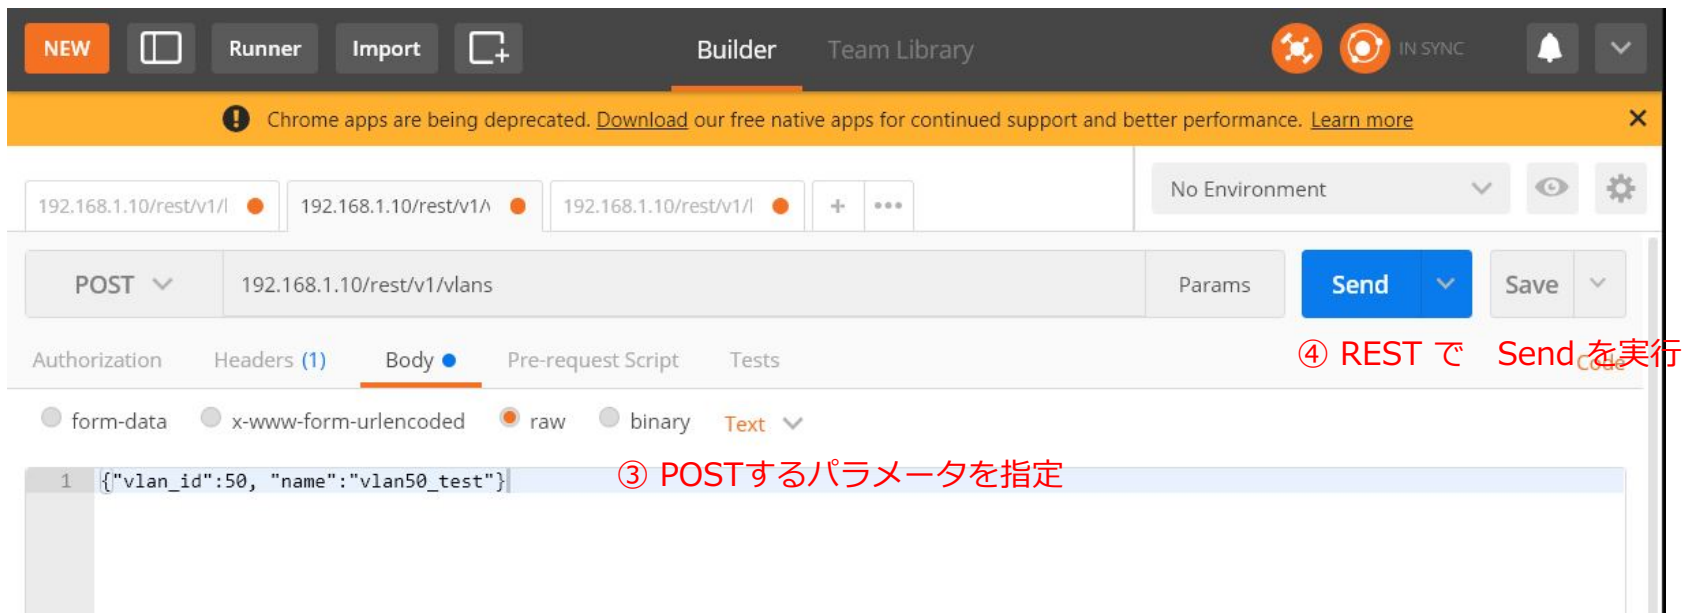 NEW Runner Import Builder Team Library IN SYNC
Chrome apps are being deprecated. Download our free native apps for continued support and better performance. Learn more
192.168.1.10/rest/v1/l 192.168.1.10/rest/v1/ 192.168.1.10/rest/v1/l No Environment
POST 192.168.1.10/rest/v1/vlans Params Send Save
Authorization Headers (1) Body Pre-request Script Tests Code
④ REST で Send を実行
form-data x-www-form-urlencoded raw binary Text
③ POSTするパラメータを指定
1 {"vlan_id":50, "name":"vlan50_test"}